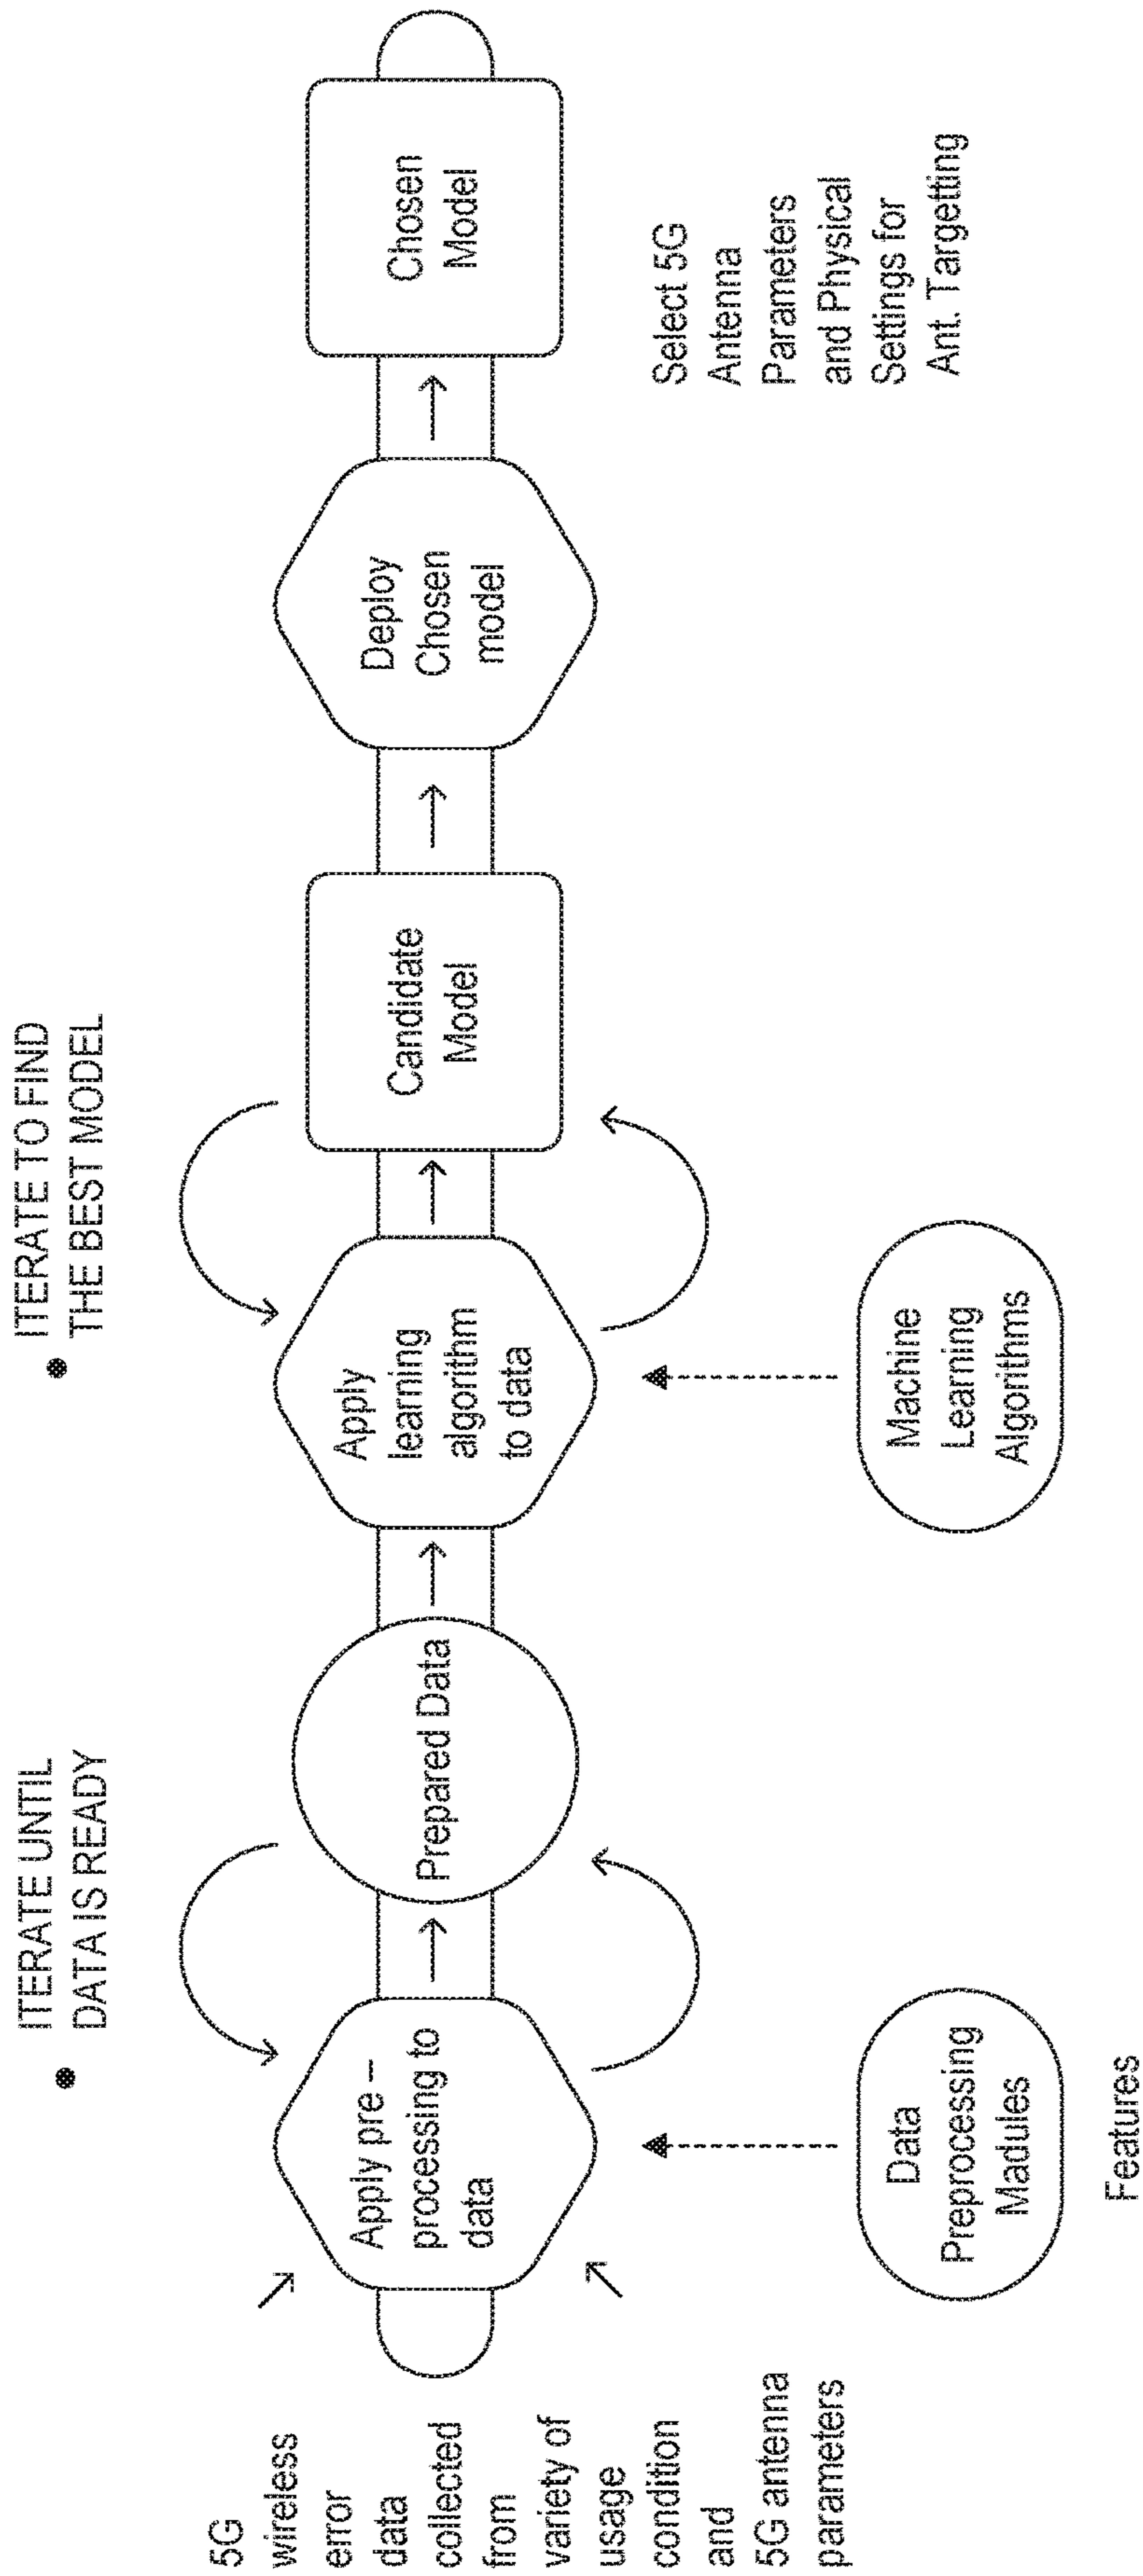 ITERATE UNTIL
DATA IS READY
ITERATE TO FIND
THE BEST MODEL
5G
wireless
error
data
collected
from
variety of
usage
condition
and
5G antenna
parameters
Apply pre –
processing to
data
Prepared Data
Apply
learning
algorithm
to data
Candidate
Model
Deploy
Chosen
model
Chosen
Model
Data
Preprocessing
Madules
Features
Machine
Learning
Algorithms
Select 5G
Antenna
Parameters
and Physical
Settings for
Ant. Targetting